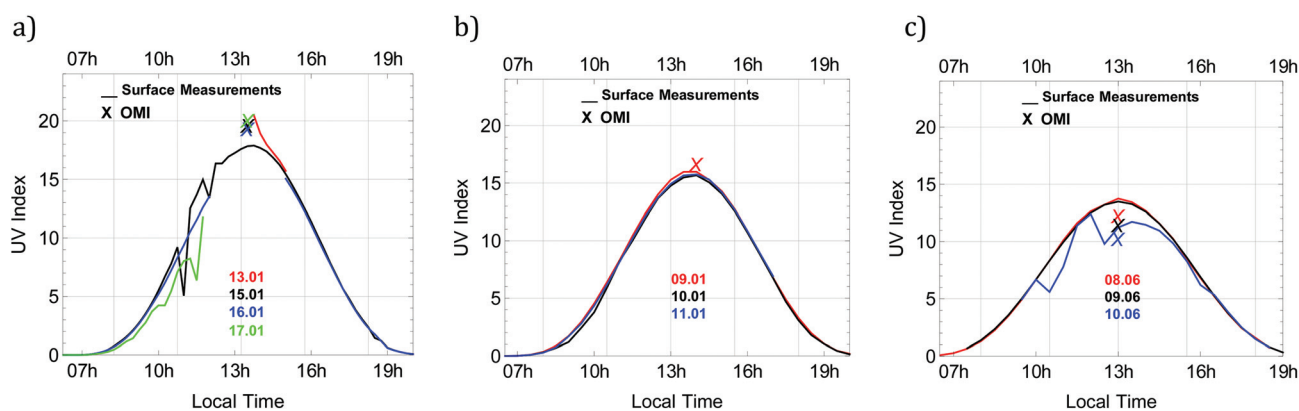 a)
07h 10h 13h 16h 19h
__ Surface Measurements
X OMI
20
15
10
5
0
UV Index
13.01
15.01
16.01
17.01
07h 10h 13h 16h 19h
Local Time
b)
07h 10h 13h 16h 19h
__ Surface Measurements
X OMI
20
15
10
5
0
UV Index
09.01
10.01
11.01
07h 10h 13h 16h 19h
Local Time
c)
07h 10h 13h 16h 19h
__ Surface Measurements
X OMI
20
15
10
5
0
UV Index
08.06
09.06
10.06
07h 10h 13h 16h 19h
Local Time